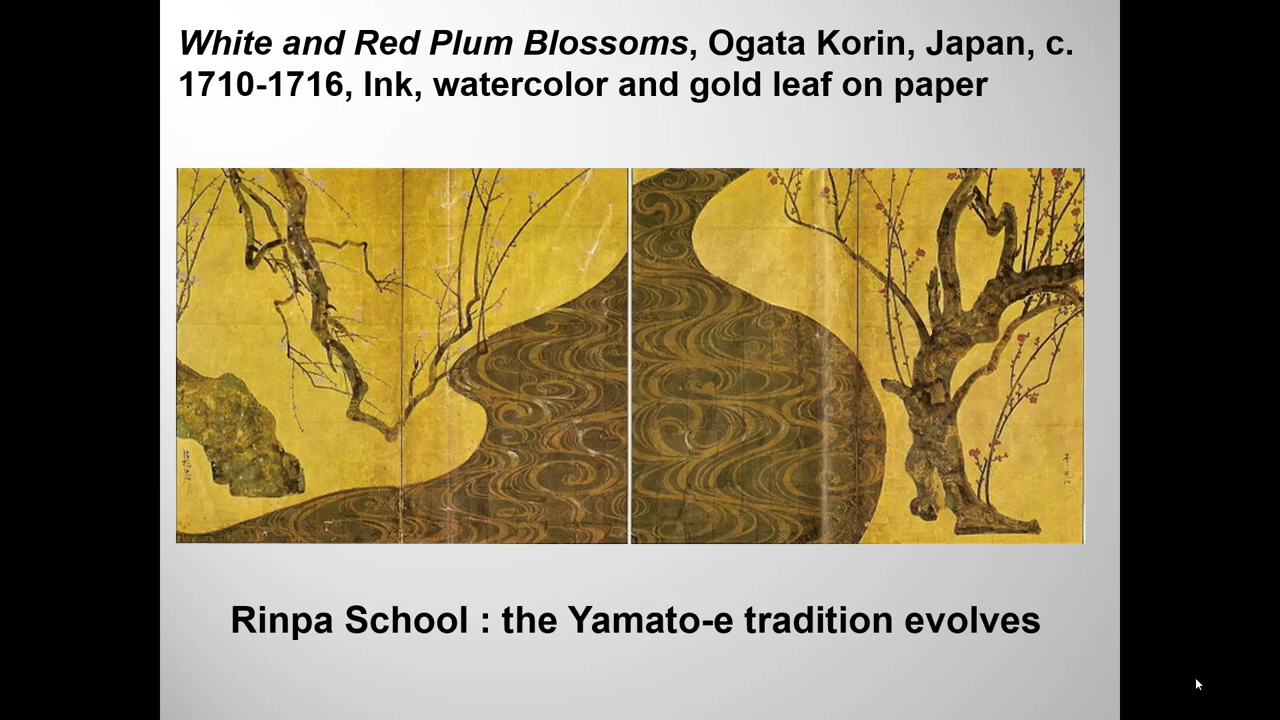 White and Red Plum Blossoms, Ogata Korin, Japan, c.
1710-1716, Ink, watercolor and gold leaf on paper
Rinpa School : the Yamato-e tradition evolves